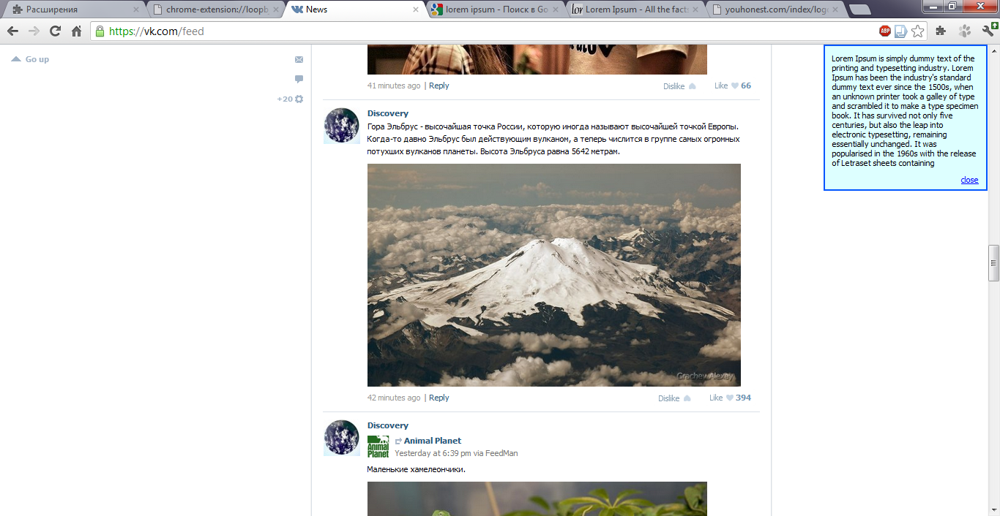 Расширения
chrome-extension://loopb
News
lorem ipsum - Поиск в Go
Lorem Ipsum - All the facts
youhonest.com/index/log
https://vk.com/feed
ABP
Go up
+20
41 minutes ago | Reply
Dislike
Like 66
Discovery
Гора Эльбрус - высочайшая точка России, которую иногда называют высочайшей точкой Европы.
Когда-то давно Эльбрус был действующим вулканом, а теперь числится в группе самых огромных
потухших вулканов планеты. Высота Эльбруса равна 5642 метрам.
Grachev Alexey
42 minutes ago | Reply
Dislike
Like 394
Discovery
Animal
Planet
Animal Planet
Yesterday at 6:39 pm via FeedMan
Маленькие хамелеончики.
Lorem Ipsum is simply dummy text of the
printing and typesetting industry. Lorem
Ipsum has been the industry's standard
dummy text ever since the 1500s, when
an unknown printer took a galley of type
and scrambled it to make a type specimen
book. It has survived not only five
centuries, but also the leap into
electronic typesetting, remaining
essentially unchanged. It was
popularised in the 1960s with the release
of Letraset sheets containing
close